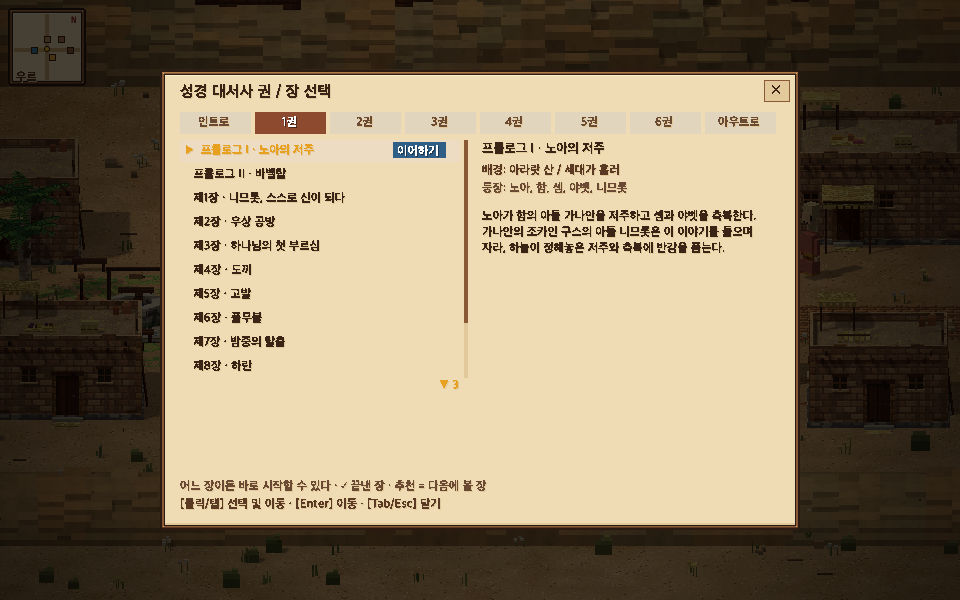 N
우르
성경 대서사 권 / 장 선택
×
인트로 1권 2권 3권 4권 5권 6권 아웃트로
▶ 프롤로그 I · 노아의 저주 이어하기
프롤로그 II · 바벨탑
제1장 · 니므롯, 스스로 신이 되다
제2장 · 우상 공방
제3장 · 하나님의 첫 부르심
제4장 · 도끼
제5장 · 고발
제6장 · 풀무불
제7장 · 밤중의 탈출
제8장 · 하란
▼ 3
프롤로그 I · 노아의 저주
배경: 아라랏 산 / 세대가 흘러
등장: 노아, 함, 셈, 야벳, 니므롯
노아가 함의 아들 가나안을 저주하고 셈과 야벳을 축복한다.
가나안의 조카인 구스의 아들 니므롯은 이 이야기를 들으며
자라, 하늘이 정해놓은 저주와 축복에 반감을 품는다.
어느 장이든 바로 시작할 수 있다 · ✓ 끝낸 장 · 추천 = 다음에 볼 장
[클릭/탭] 선택 및 이동 · [Enter] 이동 · [Tab/Esc] 닫기